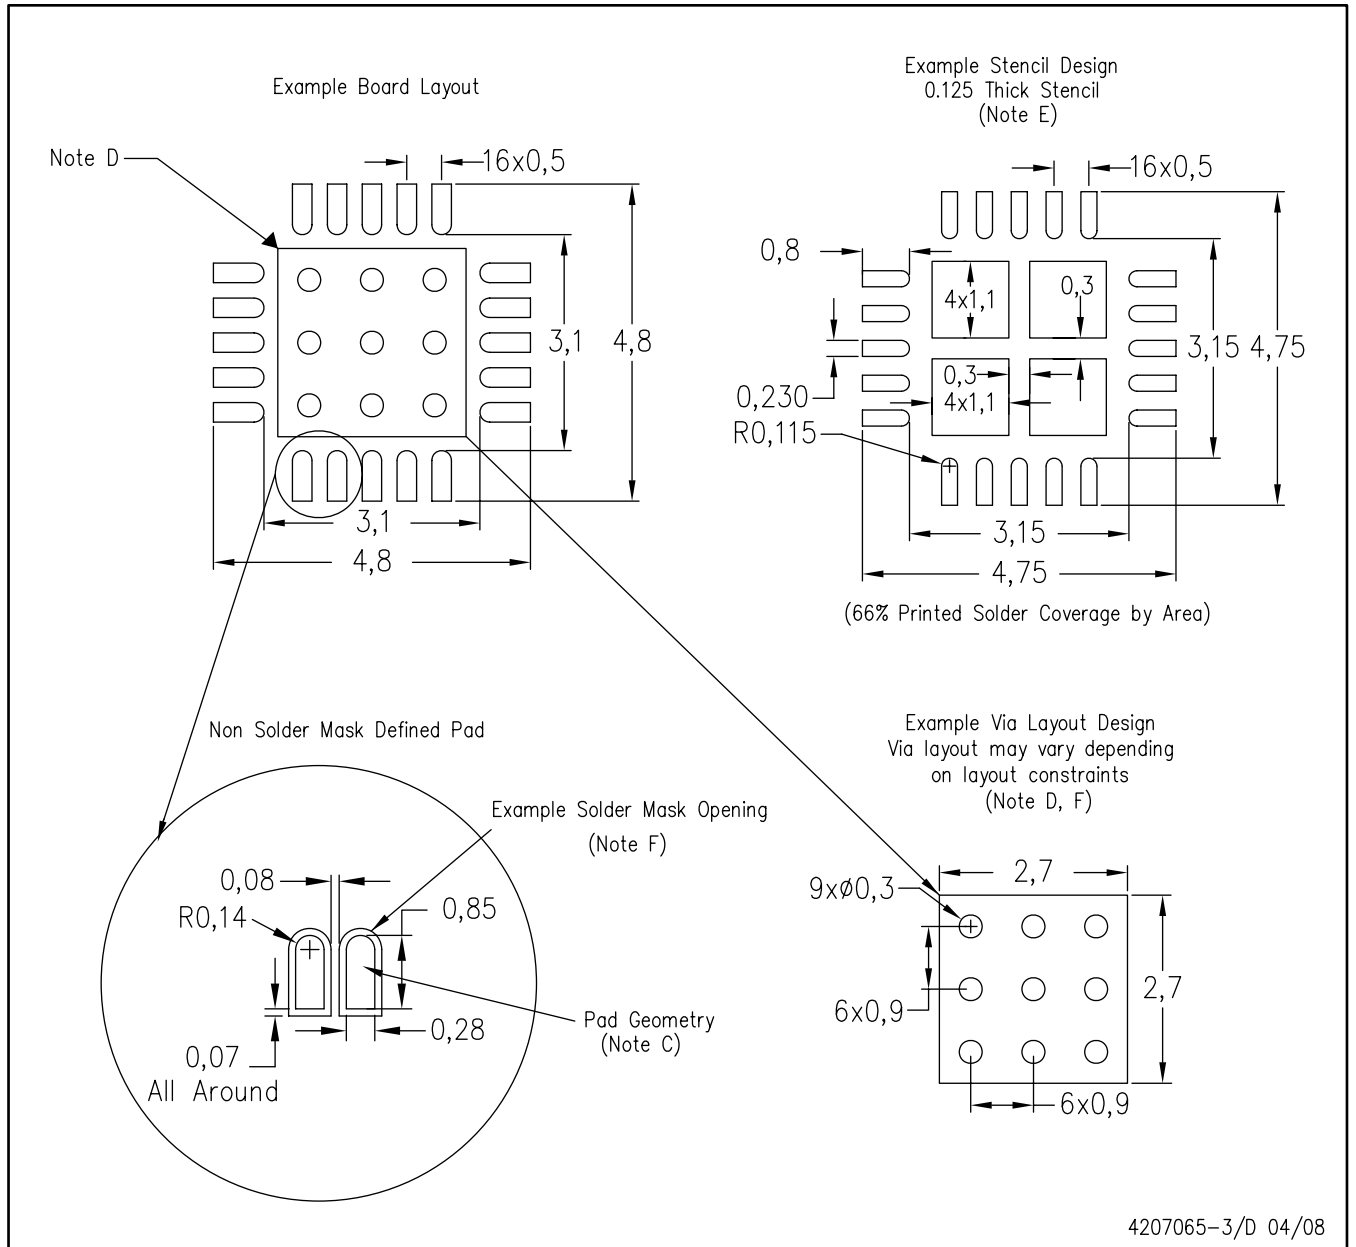 Example Board Layout
Note D
16x0,5
3,1
4,8
3,1
4,8
Example Stencil Design
0.125 Thick Stencil
(Note E)
16x0,5
0,8
4x1,1
0,3
0,3
4x1,1
0,230
R0,115
3,15
4,75
3,15
4,75
(66% Printed Solder Coverage by Area)
Non Solder Mask Defined Pad
Example Solder Mask Opening
(Note F)
0,08
R0,14
0,85
0,28
Pad Geometry
(Note C)
0,07
All Around
Example Via Layout Design
Via layout may vary depending
on layout constraints
(Note D, F)
9xø0,3
2,7
2,7
6x0,9
6x0,9
4207065-3/D 04/08